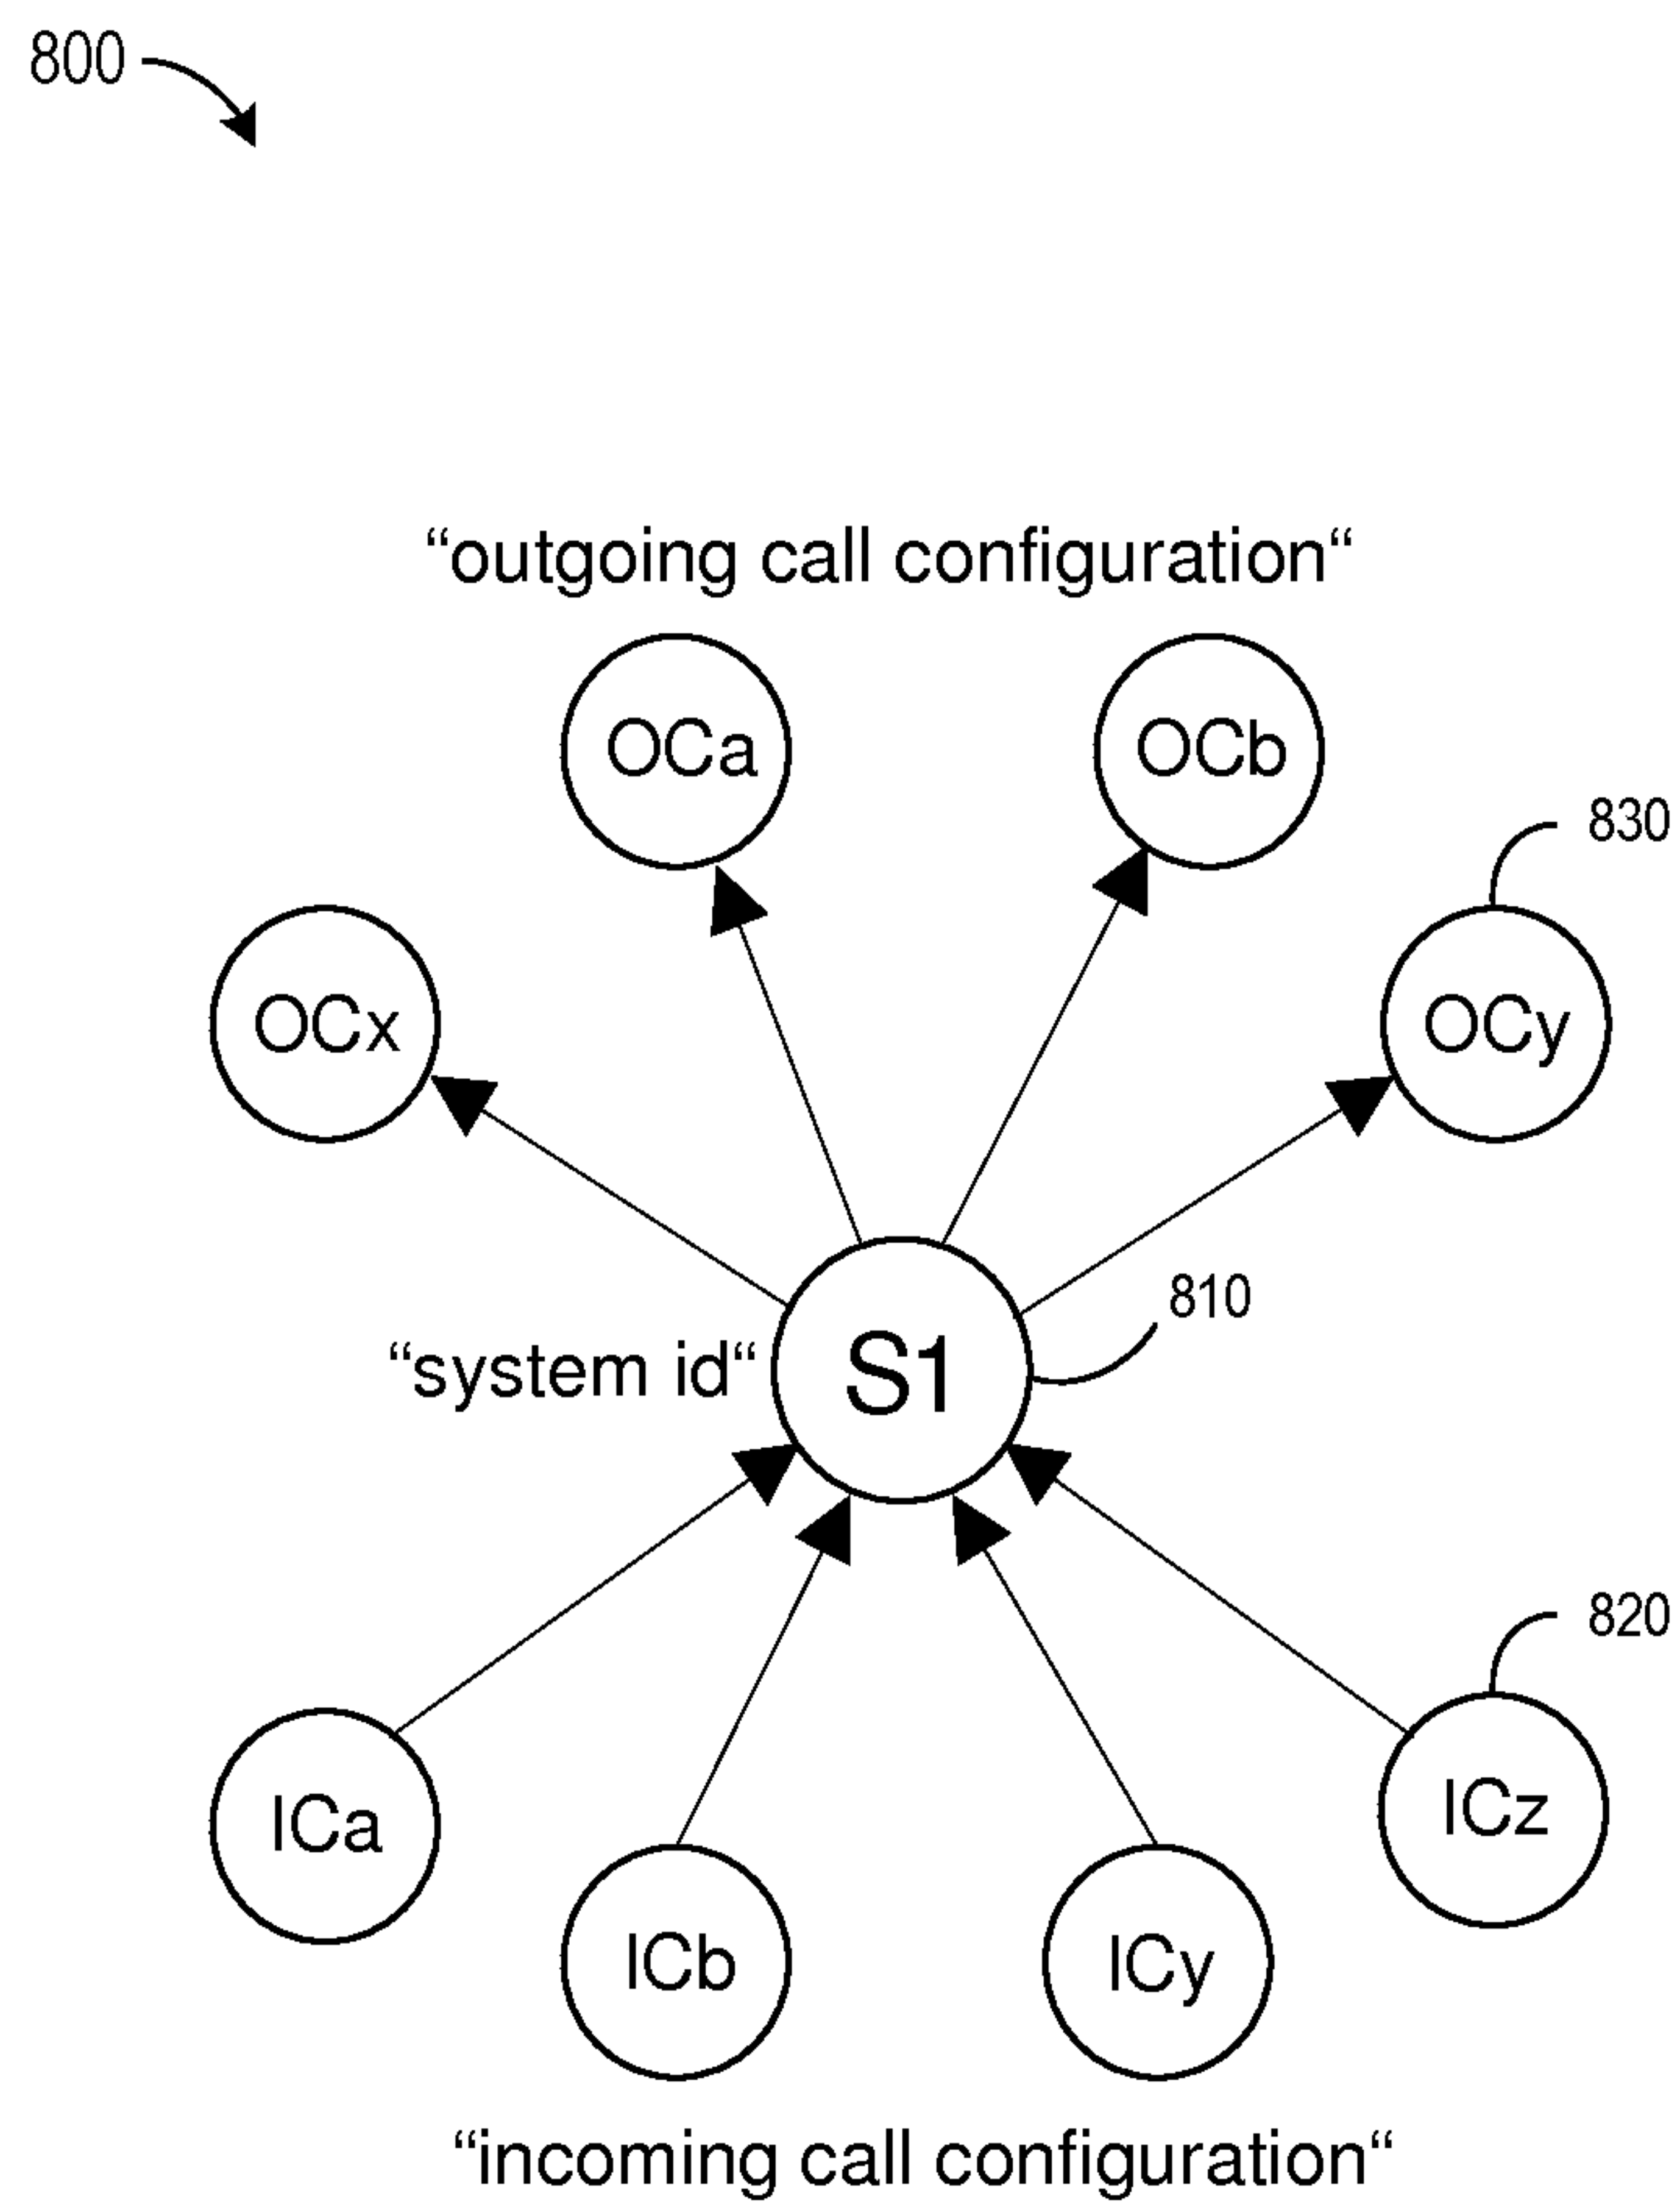 800
“outgoing call configuration“
OCa
OCb
830
OCx
OCy
810
“system id“
S1
820
ICa
ICz
ICb
ICy
“incoming call configuration“